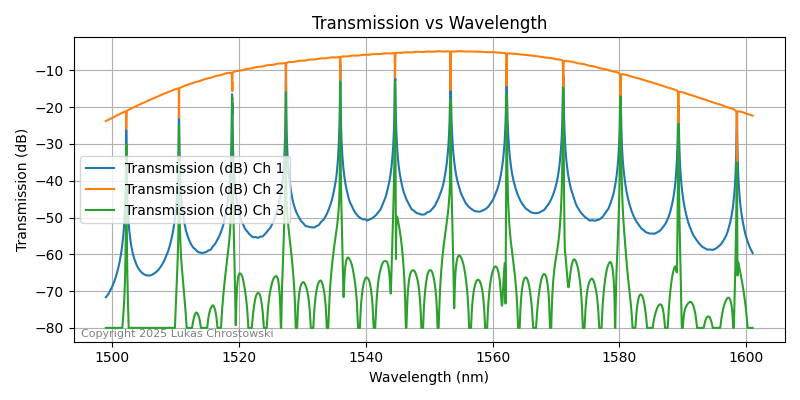 Transmission vs Wavelength
Transmission (dB)
−10
−20
−30
−40
−50
−60
−70
−80
Transmission (dB) Ch 1
Transmission (dB) Ch 2
Transmission (dB) Ch 3
Copyright 2025 Lukas Chrostowski
1500 1520 1540 1560 1580 1600
Wavelength (nm)